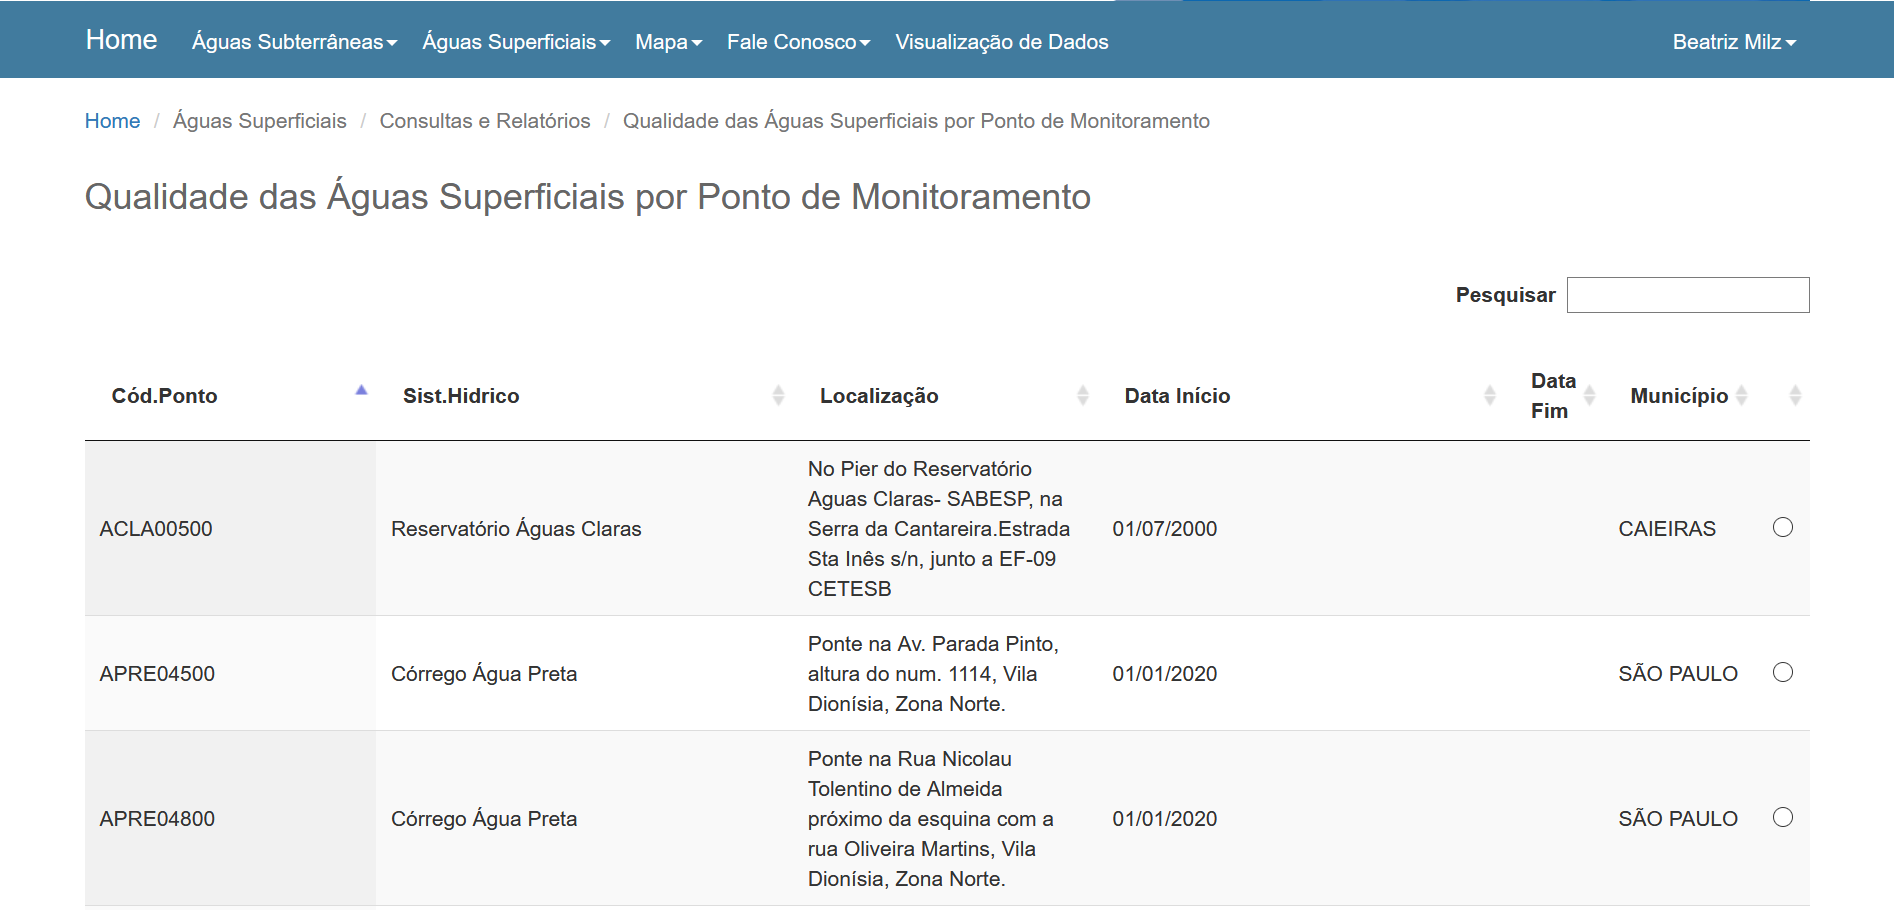 Home Águas Subterrâneas Águas Superficiais Mapa Fale Conosco Visualização de Dados Beatriz Milz
Home / Águas Superficiais / Consultas e Relatórios / Qualidade das Águas Superficiais por Ponto de Monitoramento
Qualidade das Águas Superficiais por Ponto de Monitoramento
Pesquisar
Cód.Ponto Sist.Hidrico Localização Data Início Data Fim Município
ACLA00500
Reservatório Águas Claras
No Pier do Reservatório
Aguas Claras- SABESP, na
Serra da Cantareira.Estrada
Sta Inês s/n, junto a EF-09
CETESB
01/07/2000
CAIEIRAS
APRE04500
Córrego Água Preta
Ponte na Av. Parada Pinto,
altura do num. 1114, Vila
Dionísia, Zona Norte.
01/01/2020
SÃO PAULO
APRE04800
Córrego Água Preta
Ponte na Rua Nicolau
Tolentino de Almeida
próximo da esquina com a
rua Oliveira Martins, Vila
Dionísia, Zona Norte.
01/01/2020
SÃO PAULO